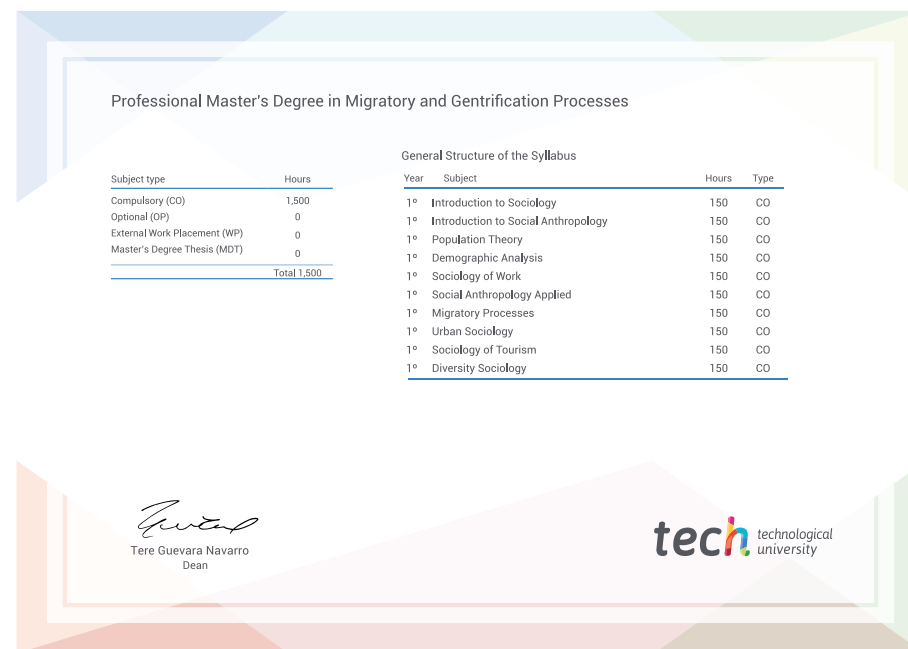 Professional Master's Degree in Migratory and Gentrification Processes
Subject type Hours
Compulsory (CO) 1,500
Optional (OP) 0
External Work Placement (WP) 0
Master's Degree Thesis (MDT) 0
Total 1,500
General Structure of the Syllabus
Year Subject Hours Type
1º Introduction to Sociology 150 CO
1º Introduction to Social Anthropology 150 CO
1º Population Theory 150 CO
1º Demographic Analysis 150 CO
1º Sociology of Work 150 CO
1º Social Anthropology Applied 150 CO
1º Migratory Processes 150 CO
1º Urban Sociology 150 CO
1º Sociology of Tourism 150 CO
1º Diversity Sociology 150 CO
Tere Guevara Navarro
Dean
tech technological
university